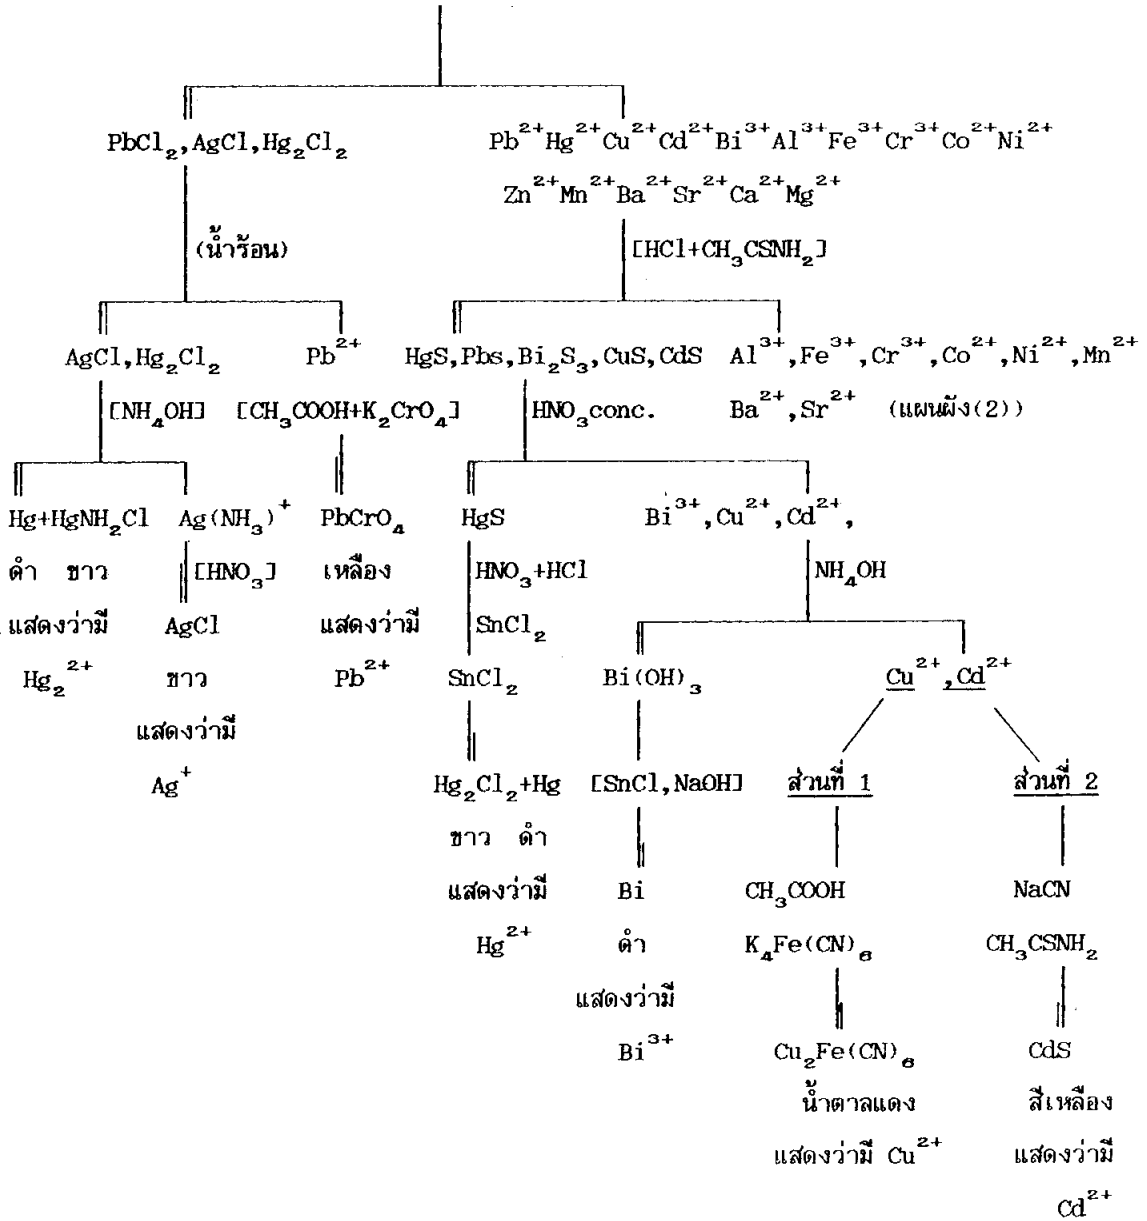 PbCl₂,AgCl,Hg₂Cl₂ Pb²⁺Hg²⁺Cu²⁺Cd²⁺Bi³⁺Al³⁺Fe³⁺Cr³⁺Co²⁺Ni²⁺
Zn²⁺Mn²⁺Ba²⁺Sr²⁺Ca²⁺Mg²⁺
(น้ำร้อน) [HCl+CH₃CSNH₂]
AgCl,Hg₂Cl₂ Pb²⁺ HgS,Pbs,Bi₂S₃,CuS,CdS Al³⁺,Fe³⁺,Cr³⁺,Co²⁺,Ni²⁺,Mn²⁺
[NH₄OH] [CH₃COOH+K₂CrO₄] HNO₃conc. Ba²⁺,Sr²⁺ (แผนผัง(2))
Hg+HgNH₂Cl Ag(NH₃)⁺ PbCrO₄ HgS Bi³⁺,Cu²⁺,Cd²⁺,
ดำ ขาว [HNO₃] เหลือง HNO₃+HCl NH₄OH
แสดงว่ามี AgCl แสดงว่ามี SnCl₂
Hg₂²⁺ ขาว Pb²⁺ SnCl₂ Bi(OH)₃ Cu²⁺,Cd²⁺
แสดงว่ามี
Ag⁺ Hg₂Cl₂+Hg [SnCl,NaOH] ส่วนที่ 1 ส่วนที่ 2
ขาว ดำ
แสดงว่ามี Bi CH₃COOH NaCN
Hg²⁺ ดำ K₄Fe(CN)₆ CH₃CSNH₂
แสดงว่ามี
Bi³⁺ Cu₂Fe(CN)₆ CdS
น้ำตาลแดง สีเหลือง
แสดงว่ามี Cu²⁺ แสดงว่ามี
Cd²⁺